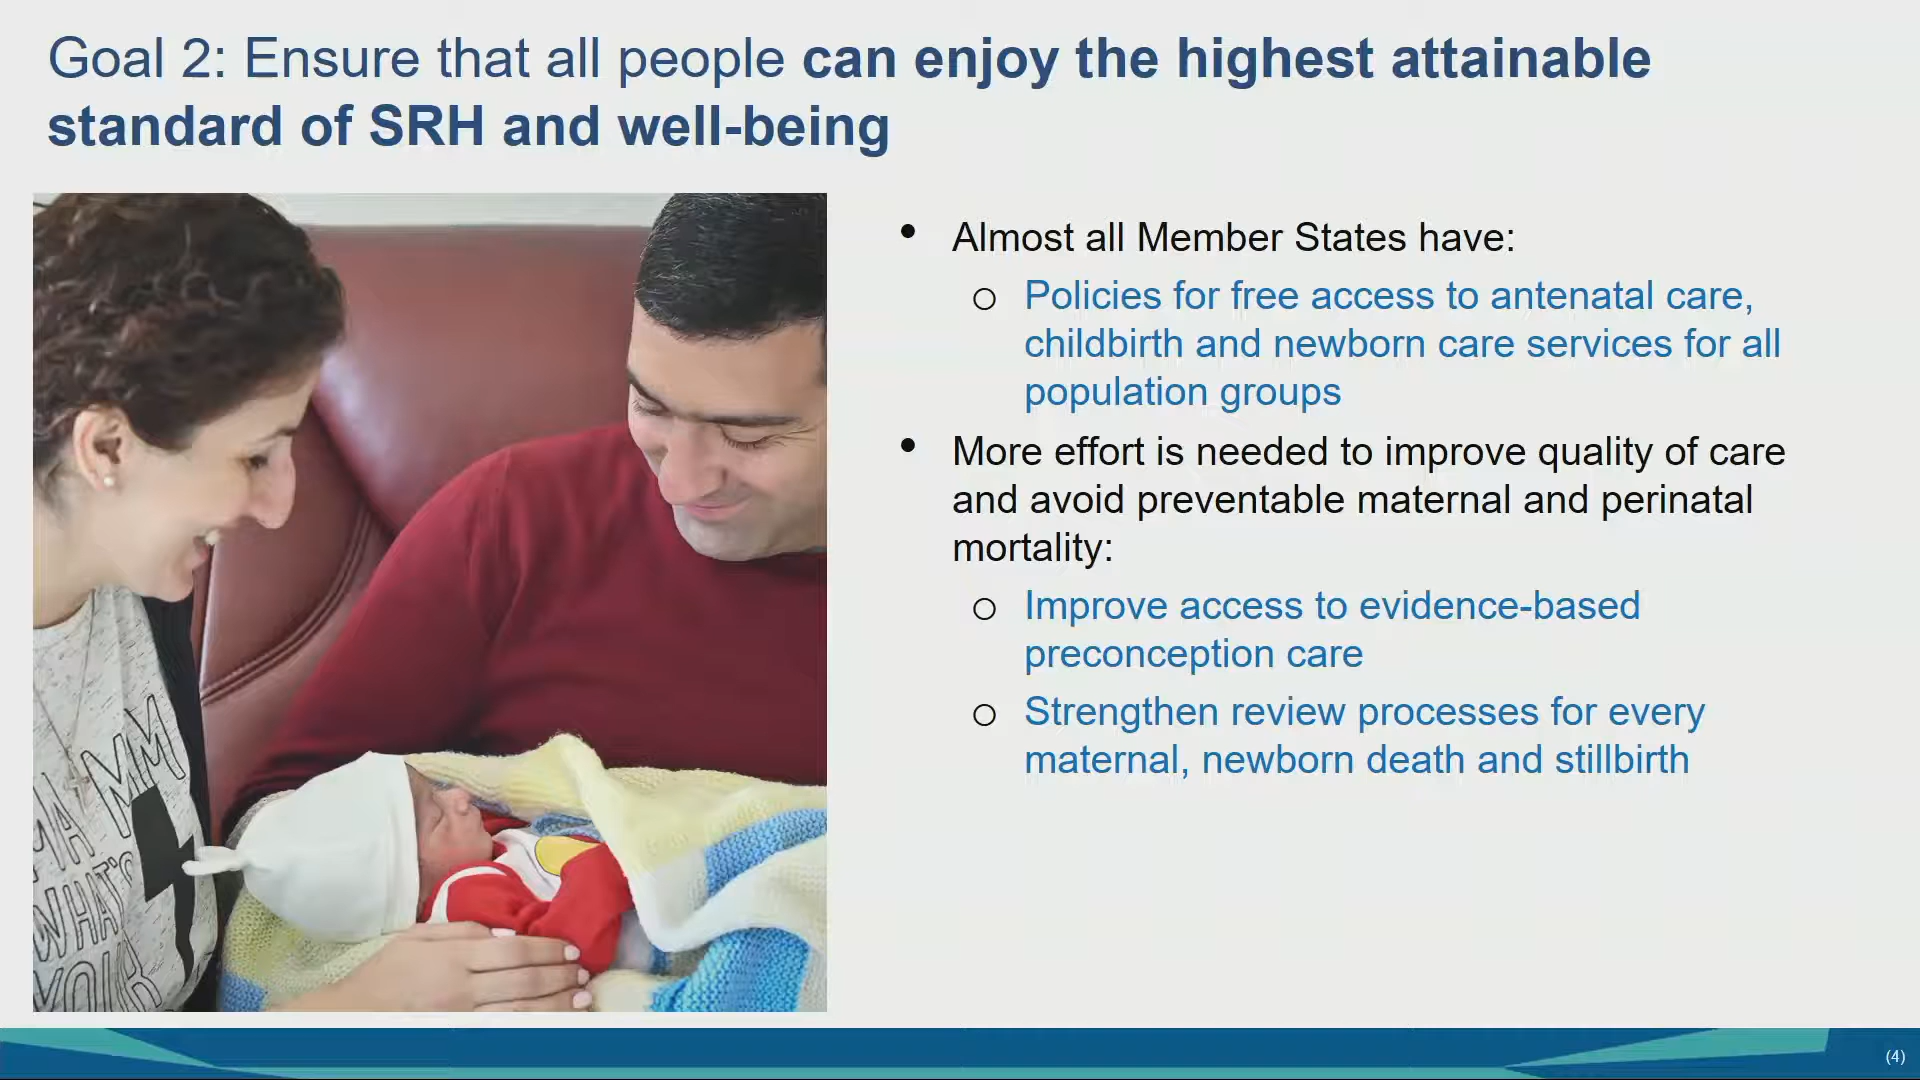 Goal 2: Ensure that all people can enjoy the highest attainable
standard of SRH and well-being
• Almost all Member States have:
o Policies for free access to antenatal care,
childbirth and newborn care services for all
population groups
• More effort is needed to improve quality of care
and avoid preventable maternal and perinatal
mortality:
o Improve access to evidence-based
preconception care
o Strengthen review processes for every
maternal, newborn death and stillbirth
WHAT'S
(4)